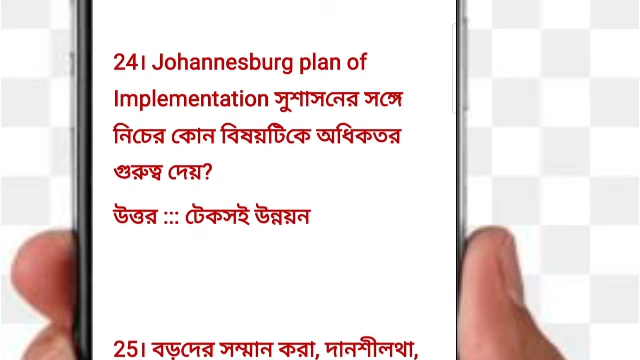 24। Johannesburg plan of
Implementation সুশাসনের সঙ্গে
নিচের কোন বিষয়টিকে অধিকতর
গুরুত্ব দেয়?
উত্তর ::: টেকসই উন্নয়ন
25। বড়দের সম্মান করা, দানশীলথা,